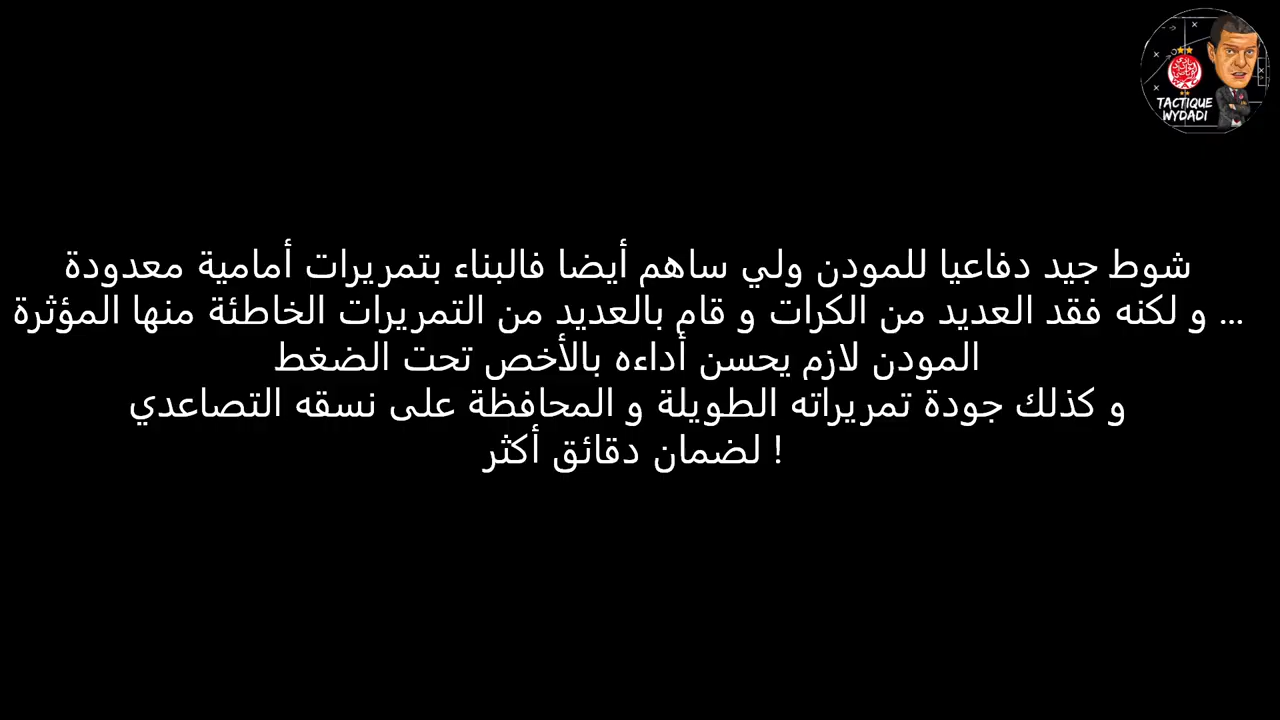 TACTIQUE
WYDADI
شوط جيد دفاعيا للمودن ولي ساهم أيضا فالبناء بتمريرات أمامية معدودة
... و لكنه فقد العديد من الكرات و قام بالعديد من التمريرات الخاطئة منها المؤثرة
المودن لازم يحسن أداءه بالأخص تحت الضغط
و كذلك جودة تمريراته الطويلة و المحافظة على نسقه التصاعدي
! لضمان دقائق أكثر